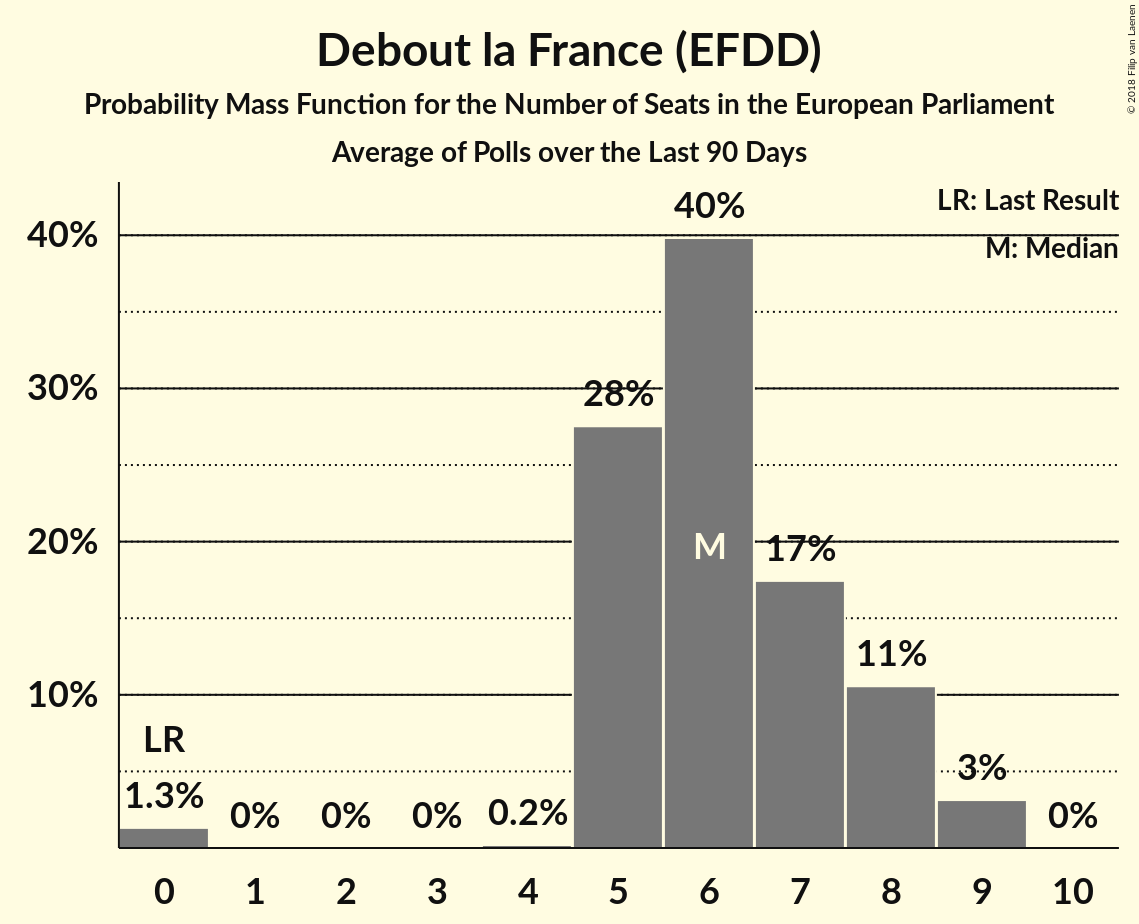 Debout la France (EFDD)
Probability Mass Function for the Number of Seats in the European Parliament
Average of Polls over the Last 90 Days
© 2018 Filip van Laenen
LR: Last Result
M: Median
40%
30%
20%
10%
LR
1.3%
0%
0%
0%
0.2%
28%
40%
M
17%
11%
3%
0%
0 1 2 3 4 5 6 7 8 9 10